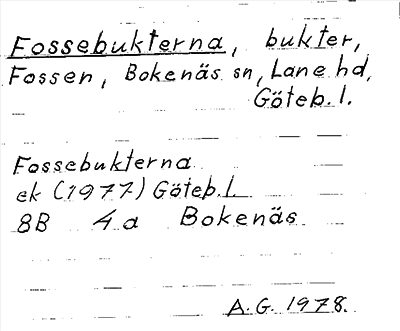 Fossebukterna, bukter,
Fossen, Bokenäs sn, Lane hd,
Göteb. l.
Fossebukterna
ek (1977) Göteb. l.
8B 4a Bokenäs
A. G. 1978.